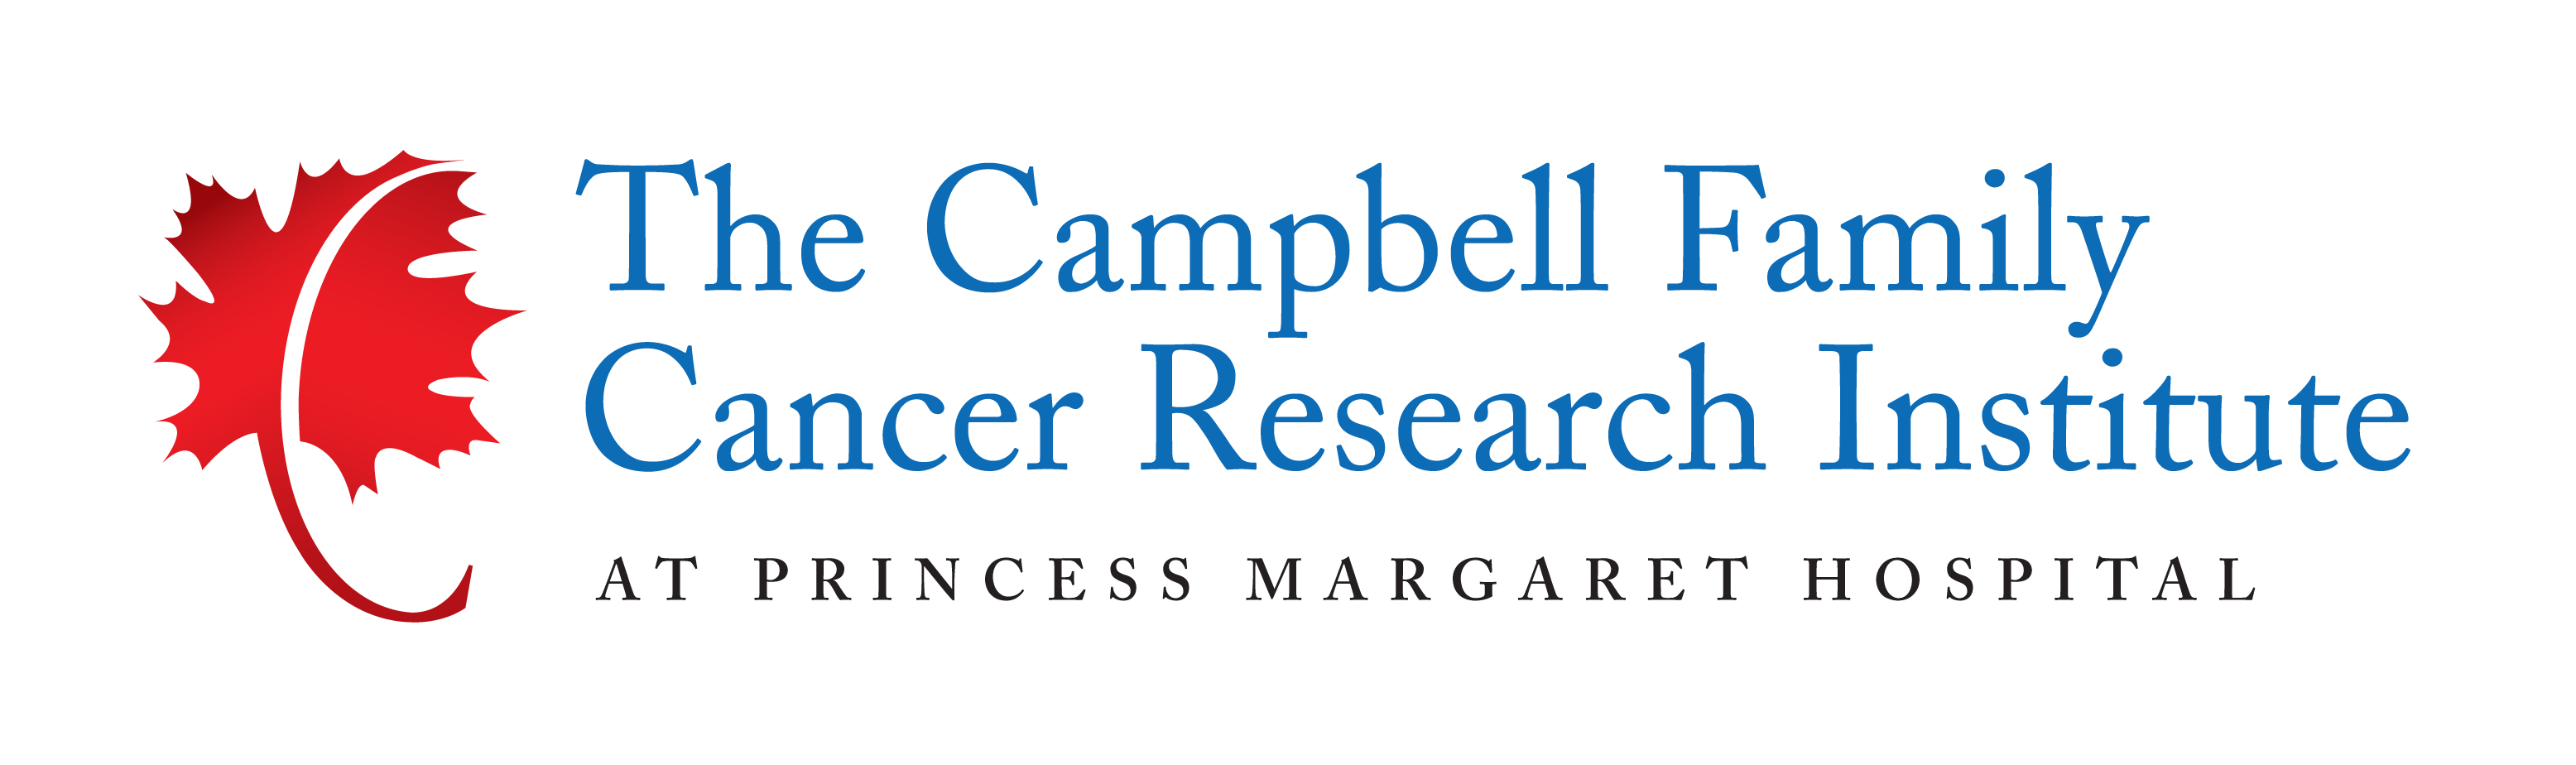 The Campbell Family
Cancer Research Institute
AT PRINCESS MARGARET HOSPITAL